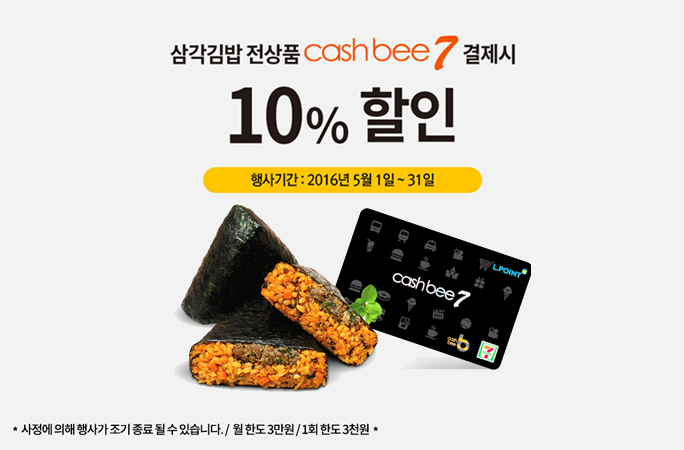 삼각김밥 전상품 cash bee 7 결제시
10% 할인
행사기간 : 2016년 5월 1일 ~ 31일
L.POINT
cash bee 7
cash bee b
7
* 사정에 의해 행사가 조기 종료 될 수 있습니다. / 월 한도 3만원 / 1회 한도 3천원 *